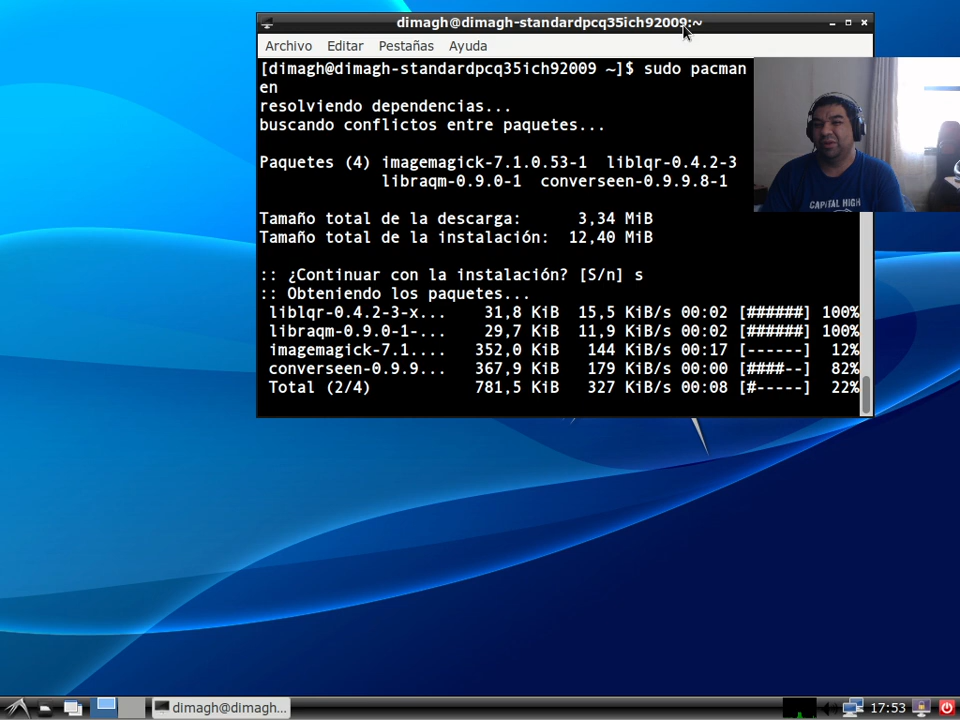 dimagh@dimagh-standardpcq35ich92009:~
Archivo Editar Pestañas Ayuda
[dimagh@dimagh-standardpcq35ich92009 ~]$ sudo pacman
en
resolviendo dependencias...
buscando conflictos entre paquetes...
Paquetes (4) imagemagick-7.1.0.53-1 liblqr-0.4.2-3
libraqm-0.9.0-1 converseen-0.9.9.8-1
Tamaño total de la descarga: 3,34 MiB
Tamaño total de la instalación: 12,40 MiB
:: ¿Continuar con la instalación? [S/n] s
:: Obteniendo los paquetes...
liblqr-0.4.2-3-x... 31,8 KiB 15,5 KiB/s 00:02 [######] 100%
libraqm-0.9.0-1-... 29,7 KiB 11,9 KiB/s 00:02 [######] 100%
imagemagick-7.1.... 352,0 KiB 144 KiB/s 00:17 [------] 12%
converseen-0.9.9... 367,9 KiB 179 KiB/s 00:00 [####--] 82%
Total (2/4) 781,5 KiB 327 KiB/s 00:08 [#-----] 22%
CAPITAL HIGH
dimagh@dimagh... 17:53